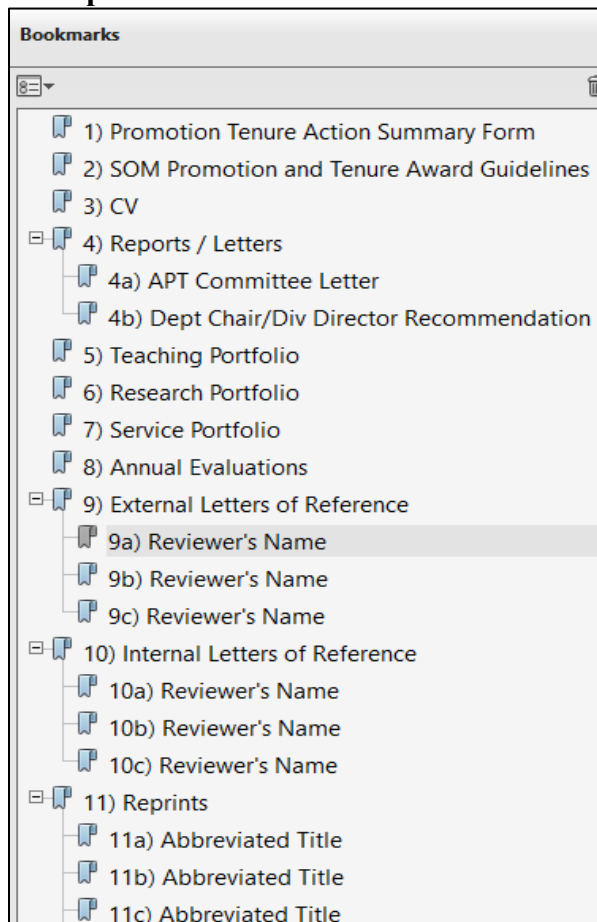 Bookmarks
1) Promotion Tenure Action Summary Form
2) SOM Promotion and Tenure Award Guidelines
3) CV
4) Reports / Letters
4a) APT Committee Letter
4b) Dept Chair/Div Director Recommendation
5) Teaching Portfolio
6) Research Portfolio
7) Service Portfolio
8) Annual Evaluations
9) External Letters of Reference
9a) Reviewer's Name
9b) Reviewer's Name
9c) Reviewer's Name
10) Internal Letters of Reference
10a) Reviewer's Name
10b) Reviewer's Name
10c) Reviewer's Name
11) Reprints
11a) Abbreviated Title
11b) Abbreviated Title
11c) Abbreviated Title